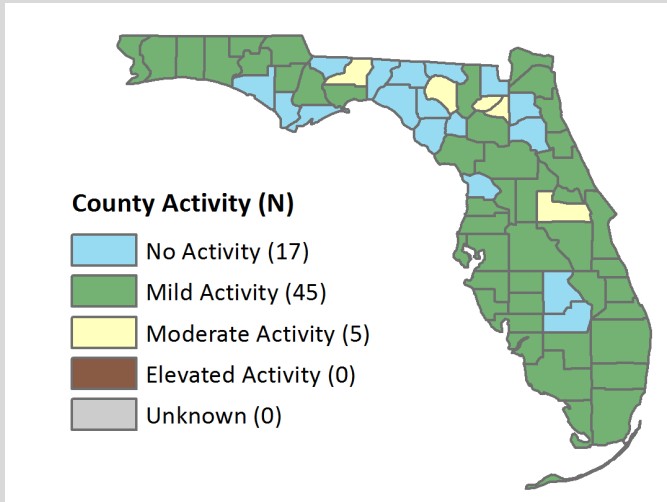 County Activity (N)
No Activity (17)
Mild Activity (45)
Moderate Activity (5)
Elevated Activity (0)
Unknown (0)